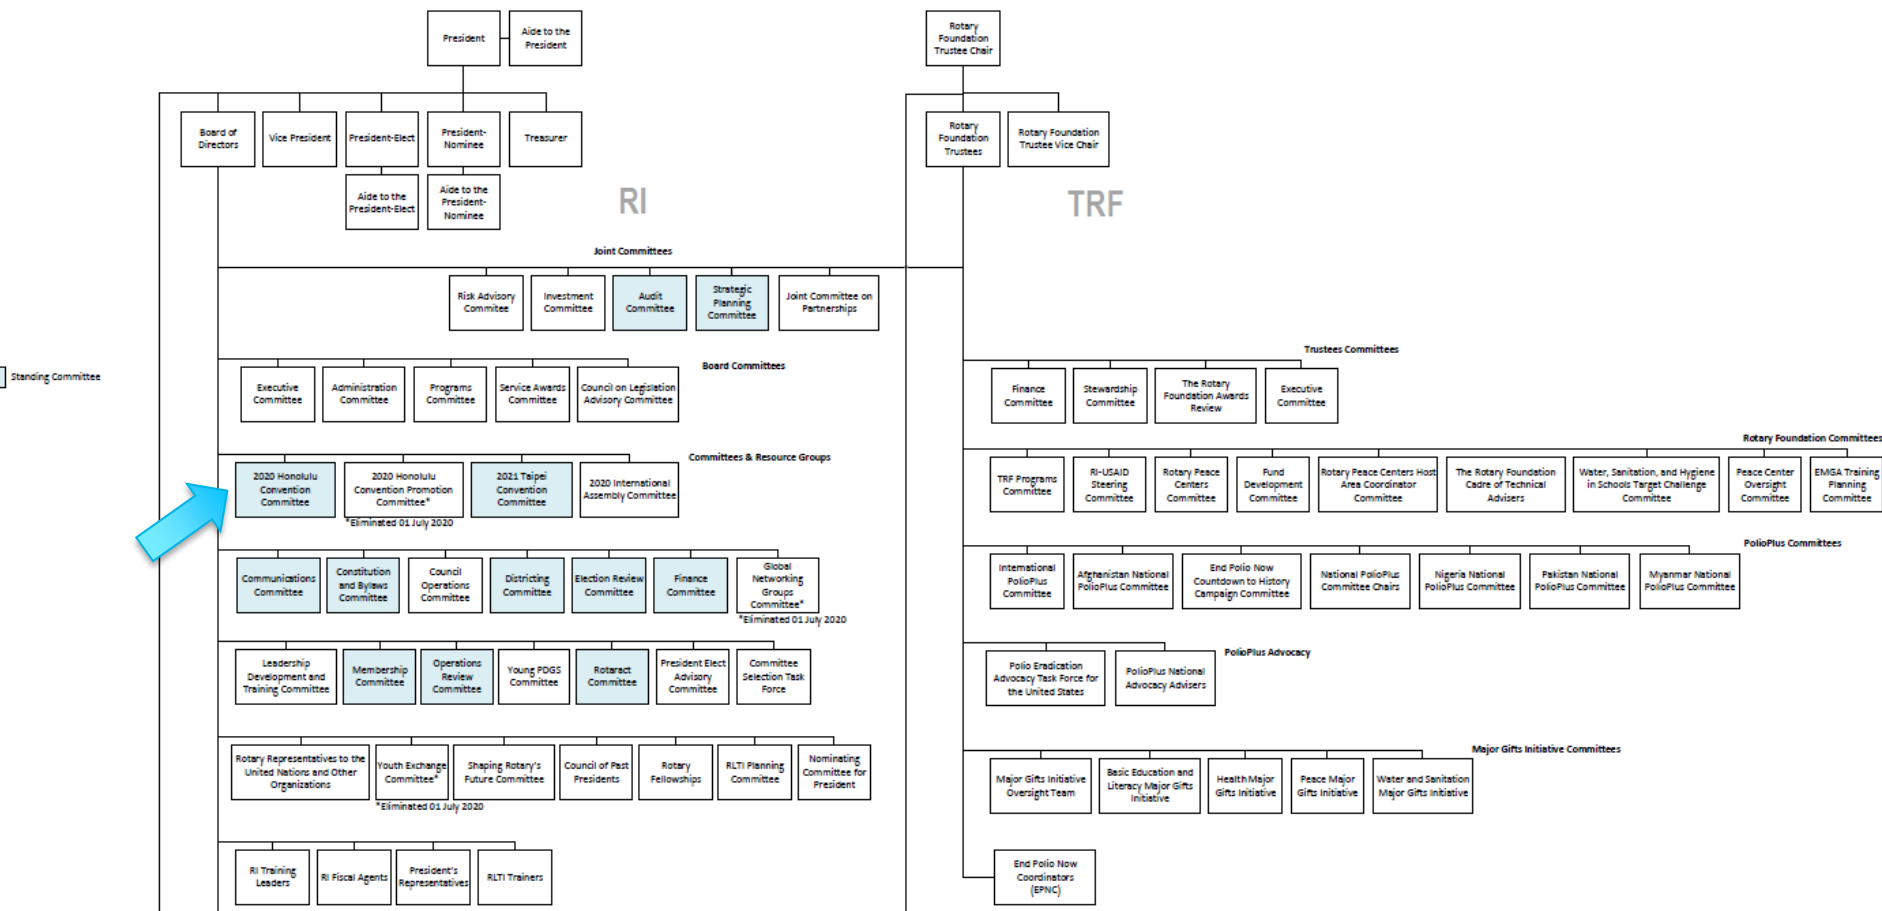 President
Aide to the
President
Rotary
Foundation
Trustee Chair
Board of
Directors
Vice President
President-Elect
President-
Nominee
Treasurer
Rotary
Foundation
Trustees
Rotary Foundation
Trustee Vice Chair
Aide to the
President-Elect
Aide to the
President-
Nominee
RI
TRF
Joint Committees
Risk Advisory
Commitee
Investment
Committee
Audit
Committee
Strategic
Planning
Committee
Joint Committee on
Partnerships
Standing Committee
Board Committees
Executive
Committee
Administration
Committee
Programs
Committee
Service Awards
Committee
Council on Legislation
Advisory Committee
Trustees Committees
Finance
Committee
Stewardship
Committee
The Rotary
Foundation Awards
Review
Executive
Committee
Committees & Resource Groups
2020 Honolulu
Convention
Committee
2020 Honolulu
Convention Promotion
Committee*
*Eliminated 01 July 2020
2021 Taipei
Convention
Committee
2020 International
Assembly Committee
Rotary Foundation Committees
TRF Programs
Committee
RI-USAID
Steering
Committee
Rotary Peace
Centers
Committee
Fund
Development
Committee
Rotary Peace Centers Host
Area Coordinator
Committee
The Rotary Foundation
Cadre of Technical
Advisers
Water, Sanitation, and Hygiene
in Schools Target Challenge
Committee
Peace Center
Oversight
Committee
EMGA Training
Planning
Committee
Communications
Committee
Constitution
and Bylaws
Committee
Council
Operations
Committee
Districting
Committee
Election Review
Committee
Finance
Committee
Global
Networking
Groups
Committee*
*Eliminated 01 July 2020
PolioPlus Committees
International
PolioPlus
Committee
Afghanistan National
PolioPlus Committee
End Polio Now
Countdown to History
Campaign Committee
National PolioPlus
Committee Chairs
Nigeria National
PolioPlus Committee
Pakistan National
PolioPlus Committee
Myanmar National
PolioPlus Committee
Leadership
Development and
Training Committee
Membership
Committee
Operations
Review
Committee
Young PDGS
Committee
Rotaract
Committee
President Elect
Advisory
Committee
Committee
Selection Task
Force
PolioPlus Advocacy
Polio Eradication
Advocacy Task Force for
the United States
PolioPlus National
Advocacy Advisers
Rotary Representatives to the
United Nations and Other
Organizations
Youth Exchange
Committee*
*Eliminated 01 July 2020
Shaping Rotary's
Future Committee
Council of Past
Presidents
Rotary
Fellowships
RLTI Planning
Committee
Nominating
Committee for
President
Major Gifts Initiative Committees
Major Gifts Initiative
Oversight Team
Basic Education and
Literacy Major Gifts
Initiative
Health Major
Gifts Initiative
Peace Major
Gifts Initiative
Water and Sanitation
Major Gifts Initiative
RI Training
Leaders
RI Fiscal Agents
President's
Representatives
RLTI Trainers
End Polio Now
Coordinators
(EPNC)